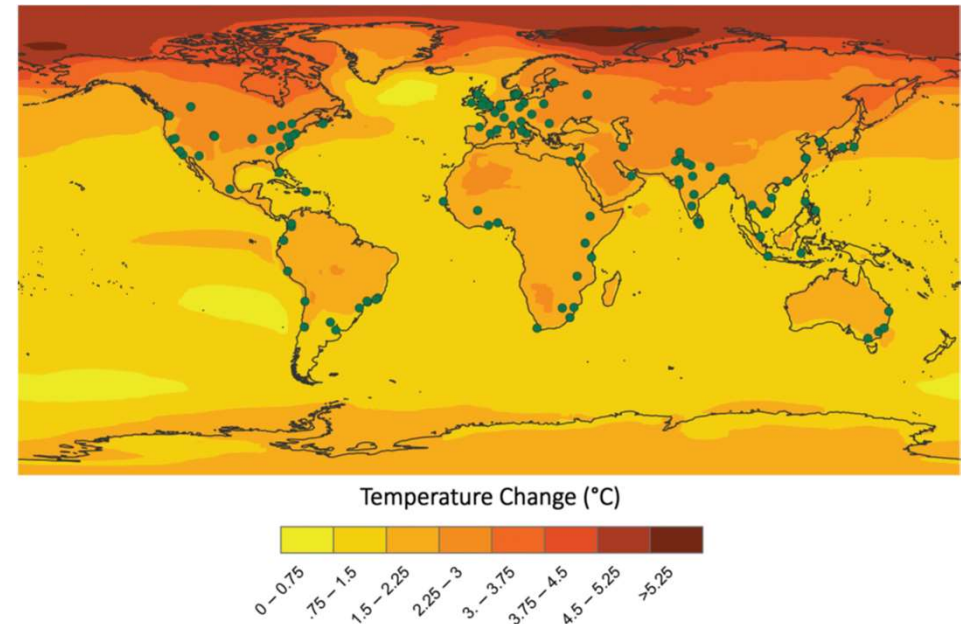 Temperature Change (°C)
0 – 0.75
.75 – 1.5
1.5 – 2.25
2.25 – 3
3. – 3.75
3.75 – 4.5
4.5 – 5.25
>5.25